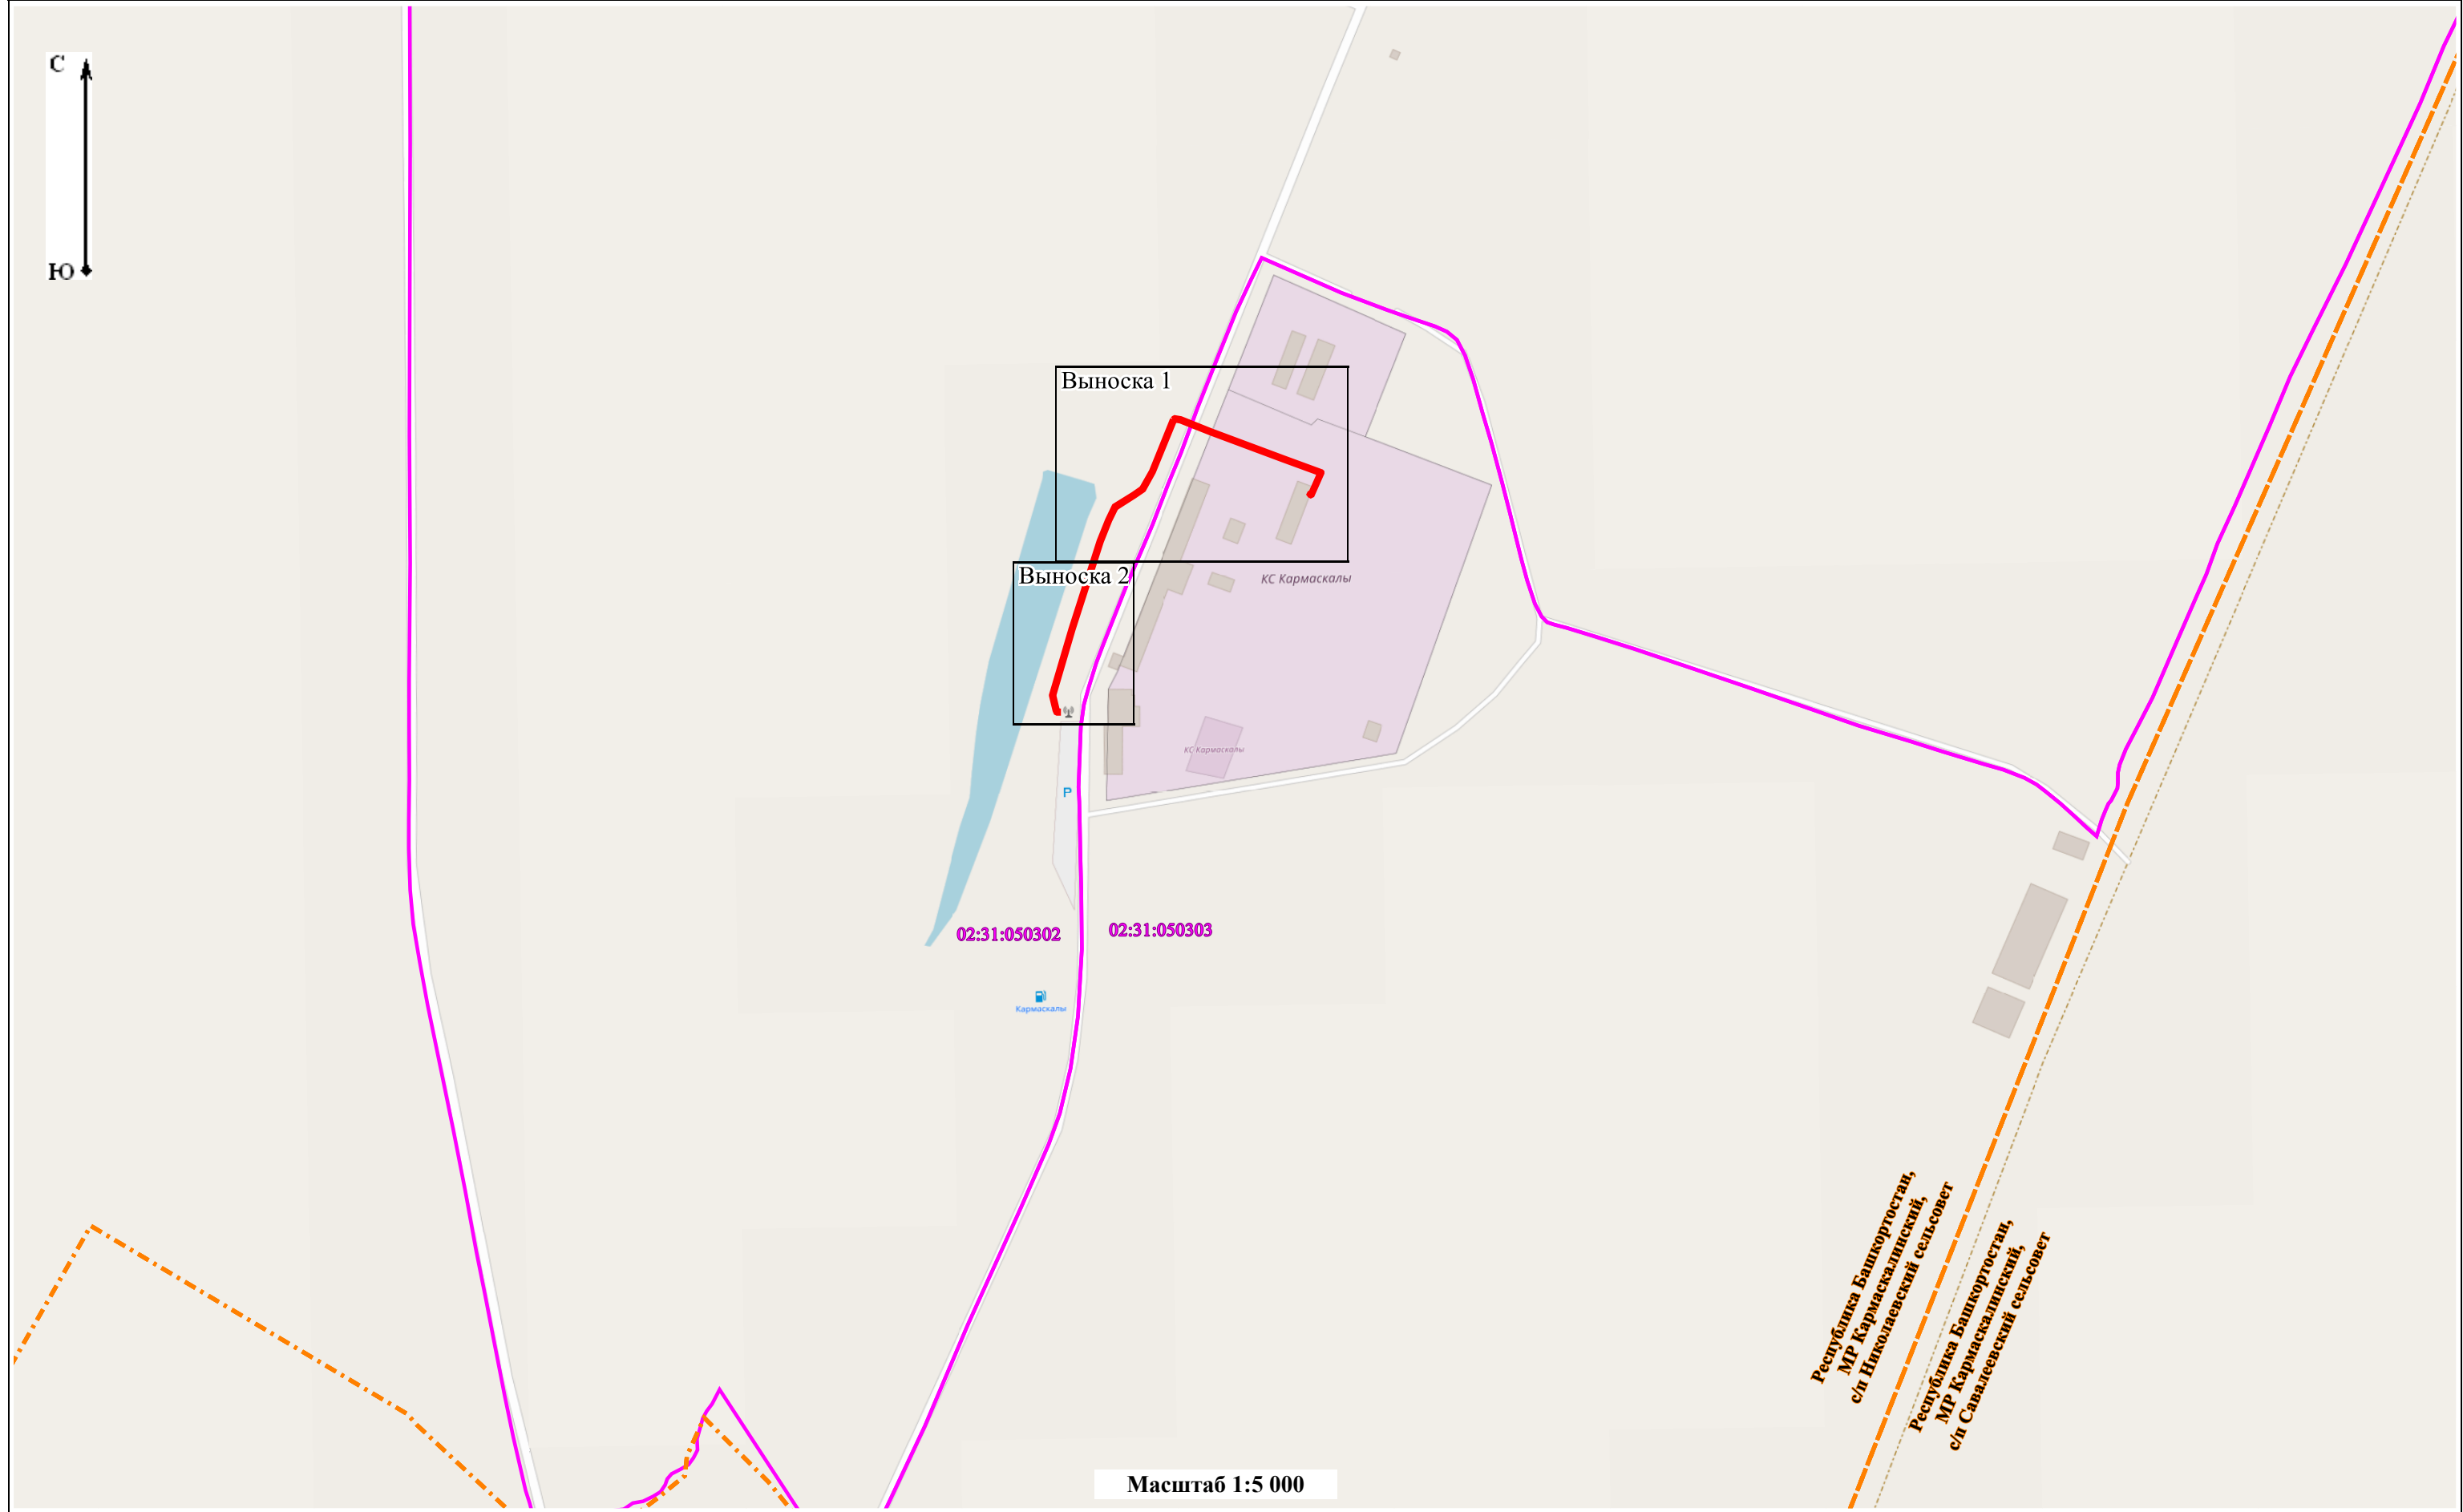 С
Ю
Выноска 1
Выноска 2
КС Кармаскалы
КС Кармаскалы
P
02:31:050302
02:31:050303
Кармаскалы
Республика Башкортостан,
МР Кармаскалинский,
с/п Николаевский сельсовет
Республика Башкортостан,
МР Кармаскалинский,
с/п Савалеевский сельсовет
Масштаб 1:5 000